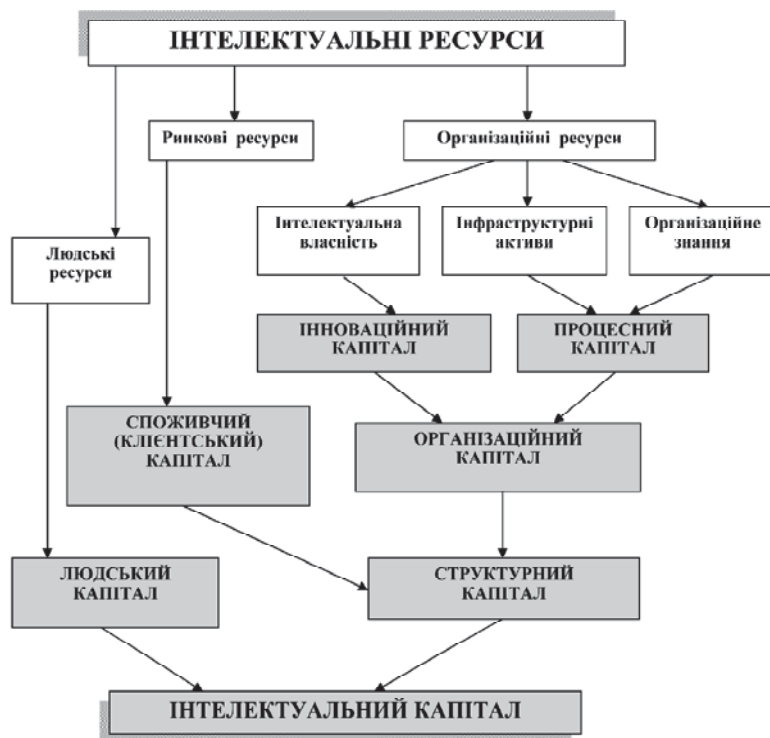 ІНТЕЛЕКТУАЛЬНІ РЕСУРСИ
Ринкові ресурси
Організаційні ресурси
Інтелектуальна
власність
Інфраструктурні
активи
Організаційне
знання
Людські
ресурси
ІННОВАЦІЙНИЙ
КАПІТАЛ
ПРОЦЕСНИЙ
КАПІТАЛ
СПОЖИВЧИЙ
(КЛІЄНТСЬКИЙ)
КАПІТАЛ
ОРГАНІЗАЦІЙНИЙ
КАПІТАЛ
ЛЮДСЬКИЙ
КАПІТАЛ
СТРУКТУРНИЙ
КАПІТАЛ
ІНТЕЛЕКТУАЛЬНИЙ КАПІТАЛ